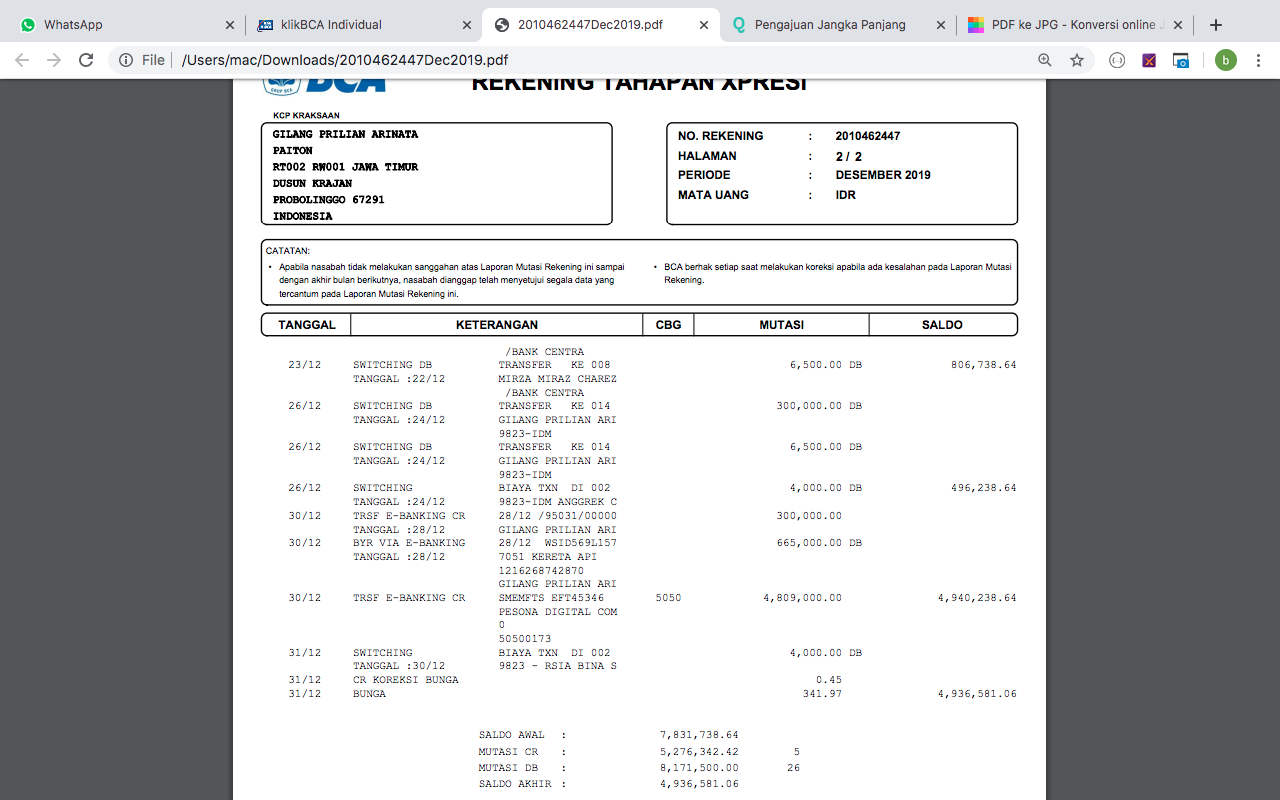 WhatsApp
klikBCA Individual
2010462447Dec2019.pdf
Pengajuan Jangka Panjang
PDF ke JPG - Konversi online J
File /Users/mac/Downloads/2010462447Dec2019.pdf
b
BCA
REKENING TAHAPAN XPRESI
KCP KRAKSAAN
GILANG PRILIAN ARINATA
PAITON
RT002 RW001 JAWA TIMUR
DUSUN KRAJAN
PROBOLINGGO 67291
INDONESIA
NO. REKENING : 2010462447
HALAMAN : 2 / 2
PERIODE : DESEMBER 2019
MATA UANG : IDR
CATATAN:
• Apabila nasabah tidak melakukan sanggahan atas Laporan Mutasi Rekening ini sampai
dengan akhir bulan berikutnya, nasabah dianggap telah menyetujui segala data yang
tercantum pada Laporan Mutasi Rekening ini.
• BCA berhak setiap saat melakukan koreksi apabila ada kesalahan pada Laporan Mutasi
Rekening.
TANGGAL KETERANGAN CBG MUTASI SALDO
/BANK CENTRA
23/12 SWITCHING DB TRANSFER KE 008 6,500.00 DB 806,738.64
TANGGAL :22/12 MIRZA MIRAZ CHAREZ
/BANK CENTRA
26/12 SWITCHING DB TRANSFER KE 014 300,000.00 DB
TANGGAL :24/12 GILANG PRILIAN ARI
9823-IDM
26/12 SWITCHING DB TRANSFER KE 014 6,500.00 DB
TANGGAL :24/12 GILANG PRILIAN ARI
9823-IDM
26/12 SWITCHING BIAYA TXN DI 002 4,000.00 DB 496,238.64
TANGGAL :24/12 9823-IDM ANGGREK C
30/12 TRSF E-BANKING CR 28/12 /95031/00000 300,000.00
TANGGAL :28/12 GILANG PRILIAN ARI
30/12 BYR VIA E-BANKING 28/12 WSID569L157 665,000.00 DB
TANGGAL :28/12 7051 KERETA API
1216268742870
GILANG PRILIAN ARI
30/12 TRSF E-BANKING CR SMEMFTS EFT45346 5050 4,809,000.00 4,940,238.64
PESONA DIGITAL COM
0
50500173
31/12 SWITCHING BIAYA TXN DI 002 4,000.00 DB
TANGGAL :30/12 9823 - RSIA BINA S
31/12 CR KOREKSI BUNGA 0.45
31/12 BUNGA 341.97 4,936,581.06
SALDO AWAL : 7,831,738.64
MUTASI CR : 5,276,342.42 5
MUTASI DB : 8,171,500.00 26
SALDO AKHIR : 4,936,581.06